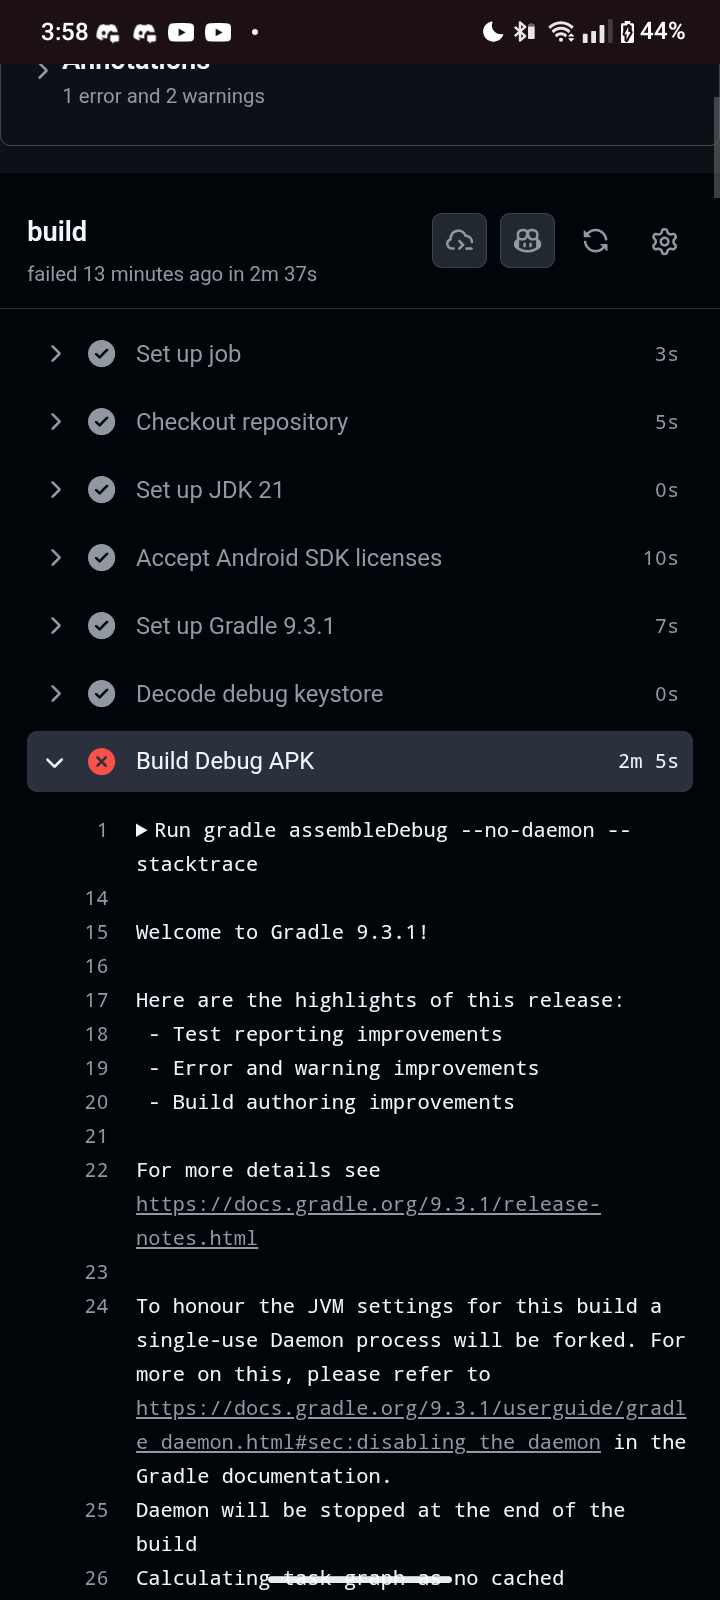 3:58 44%
Annotations
1 error and 2 warnings
build
failed 13 minutes ago in 2m 37s
Set up job 3s
Checkout repository 5s
Set up JDK 21 0s
Accept Android SDK licenses 10s
Set up Gradle 9.3.1 7s
Decode debug keystore 0s
Build Debug APK 2m 5s
1 Run gradle assembleDebug --no-daemon --
stacktrace
14
15 Welcome to Gradle 9.3.1!
16
17 Here are the highlights of this release:
18 - Test reporting improvements
19 - Error and warning improvements
20 - Build authoring improvements
21
22 For more details see
https://docs.gradle.org/9.3.1/release-
notes.html
23
24 To honour the JVM settings for this build a
single-use Daemon process will be forked. For
more on this, please refer to
https://docs.gradle.org/9.3.1/userguide/gradl
e_daemon.html#sec:disabling_the_daemon in the
Gradle documentation.
25 Daemon will be stopped at the end of the
build
26 Calculating task graph as no cached